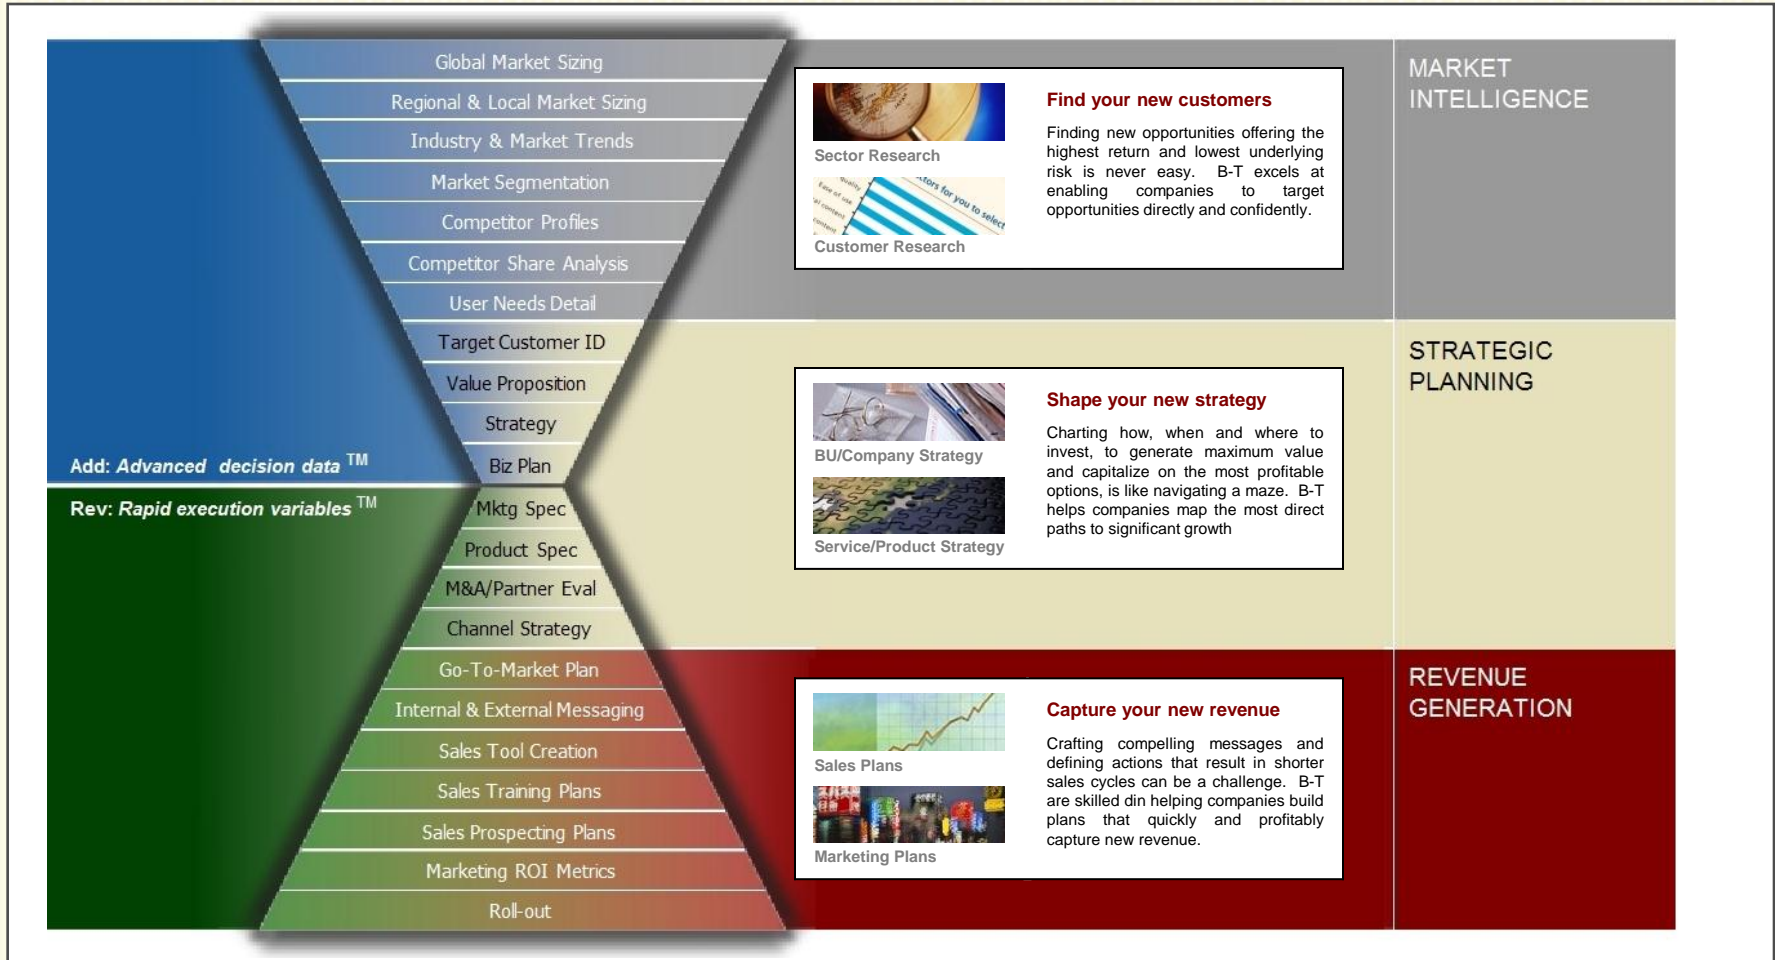 Global Market Sizing
Regional & Local Market Sizing
Industry & Market Trends
Market Segmentation
Competitor Profiles
Competitor Share Analysis
User Needs Detail
Target Customer ID
Value Proposition
Strategy
Biz Plan
Mktg Spec
Product Spec
M&A/Partner Eval
Channel Strategy
Go-To-Market Plan
Internal & External Messaging
Sales Tool Creation
Sales Training Plans
Sales Prospecting Plans
Marketing ROI Metrics
Roll-out
Add: Advanced decision data TM
Rev: Rapid execution variables TM
Sector Research
Ease of use
ctors for you to select
Customer Research
Find your new customers
Finding new opportunities offering the
highest return and lowest underlying
risk is never easy. B-T excels at
enabling companies to target
opportunities directly and confidently.
MARKET
INTELLIGENCE
BU/Company Strategy
Service/Product Strategy
Shape your new strategy
Charting how, when and where to
invest, to generate maximum value
and capitalize on the most profitable
options, is like navigating a maze. B-T
helps companies map the most direct
paths to significant growth
STRATEGIC
PLANNING
Sales Plans
Marketing Plans
Capture your new revenue
Crafting compelling messages and
defining actions that result in shorter
sales cycles can be a challenge. B-T
are skilled din helping companies build
plans that quickly and profitably
capture new revenue.
REVENUE
GENERATION